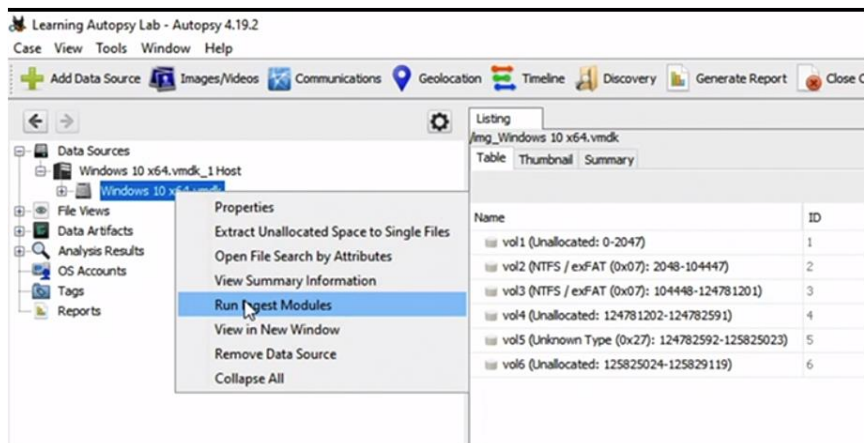 Learning Autopsy Lab - Autopsy 4.19.2
Case View Tools Window Help
Add Data Source Images/Videos Communications Geolocation Timeline Discovery Generate Report Close C
Data Sources
Windows 10 x64.vmdk_1 Host
Windows 10 x64.vmdk
File Views
Data Artifacts
Analysis Results
OS Accounts
Tags
Reports
Properties
Extract Unallocated Space to Single Files
Open File Search by Attributes
View Summary Information
Run Ingest Modules
View in New Window
Remove Data Source
Collapse All
Listing
/img_Windows 10 x64.vmdk
Table Thumbnail Summary
Name ID
vol1 (Unallocated: 0-2047) 1
vol2 (NTFS / exFAT (0x07): 2048-104447) 2
vol3 (NTFS / exFAT (0x07): 104448-124781201) 3
vol4 (Unallocated: 124781202-124782591) 4
vol5 (Unknown Type (0x27): 124782592-125825023) 5
vol6 (Unallocated: 125825024-125829119) 6